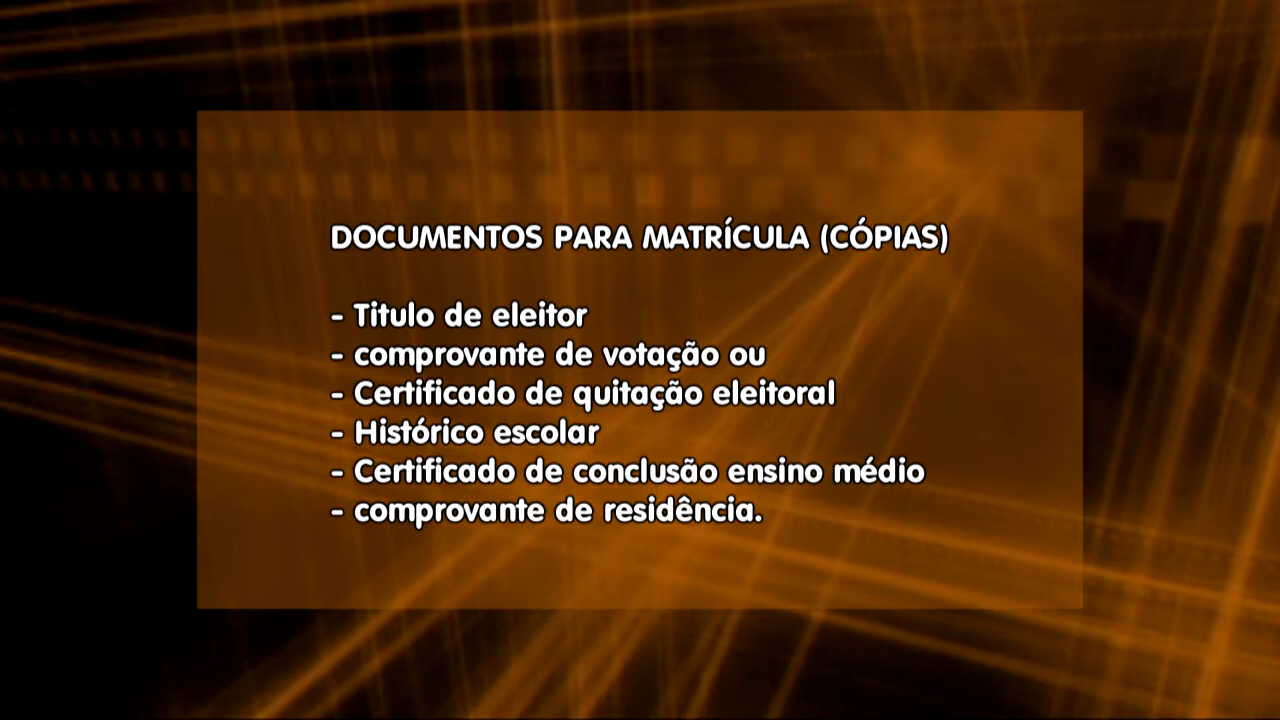 DOCUMENTOS PARA MATRÍCULA (CÓPIAS)
- Titulo de eleitor
- comprovante de votação ou
- Certificado de quitação eleitoral
- Histórico escolar
- Certificado de conclusão ensino médio
- comprovante de residência.